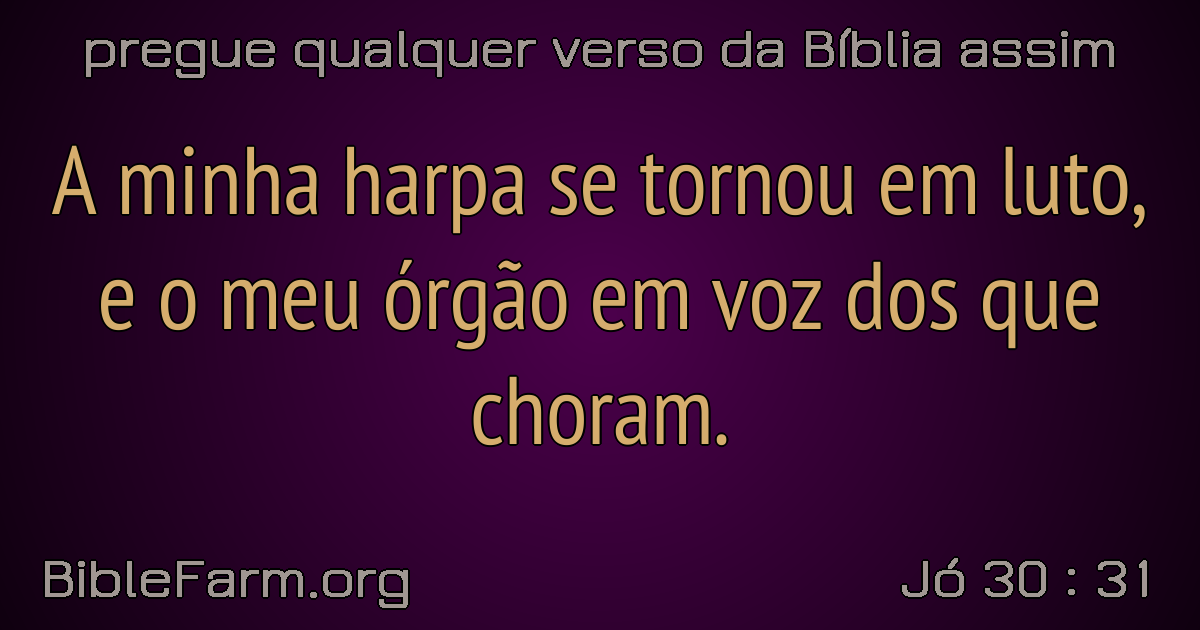 pregue qualquer verso da Bíblia assim
A minha harpa se tornou em luto,
e o meu órgão em voz dos que
choram.
BibleFarm.org
Jó 30 : 31